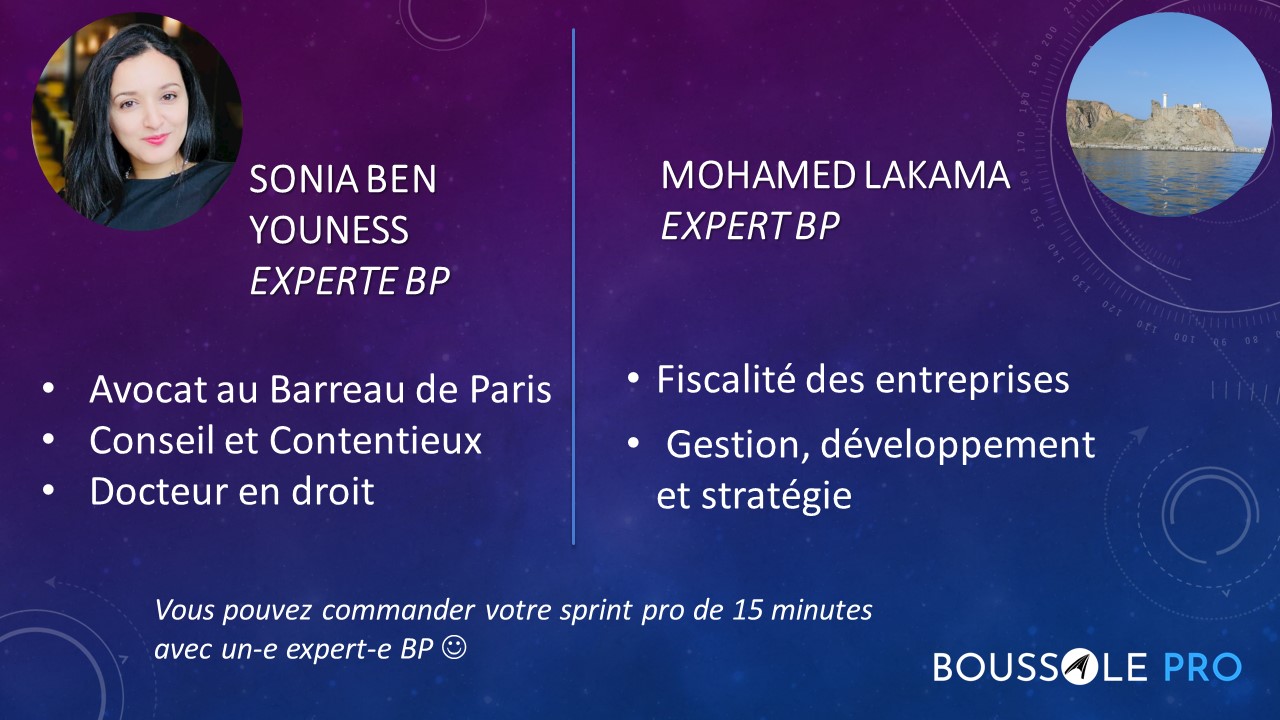 SONIA BEN
YOUNESS
EXPERTE BP
• Avocat au Barreau de Paris
• Conseil et Contentieux
• Docteur en droit
MOHAMED LAKAMA
EXPERT BP
• Fiscalité des entreprises
• Gestion, développement
et stratégie
Vous pouvez commander votre sprint pro de 15 minutes
avec un-e expert-e BP ☺
BOUSSOLE PRO